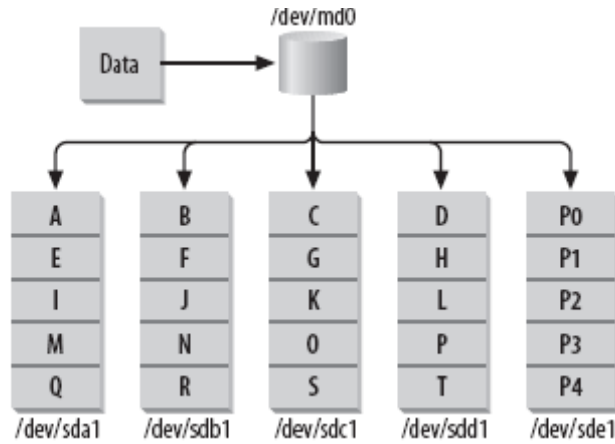 /dev/md0
Data
A B C D P0
E F G H P1
I J K L P2
M N O P P3
Q R S T P4
/dev/sda1 /dev/sdb1 /dev/sdc1 /dev/sdd1 /dev/sde1